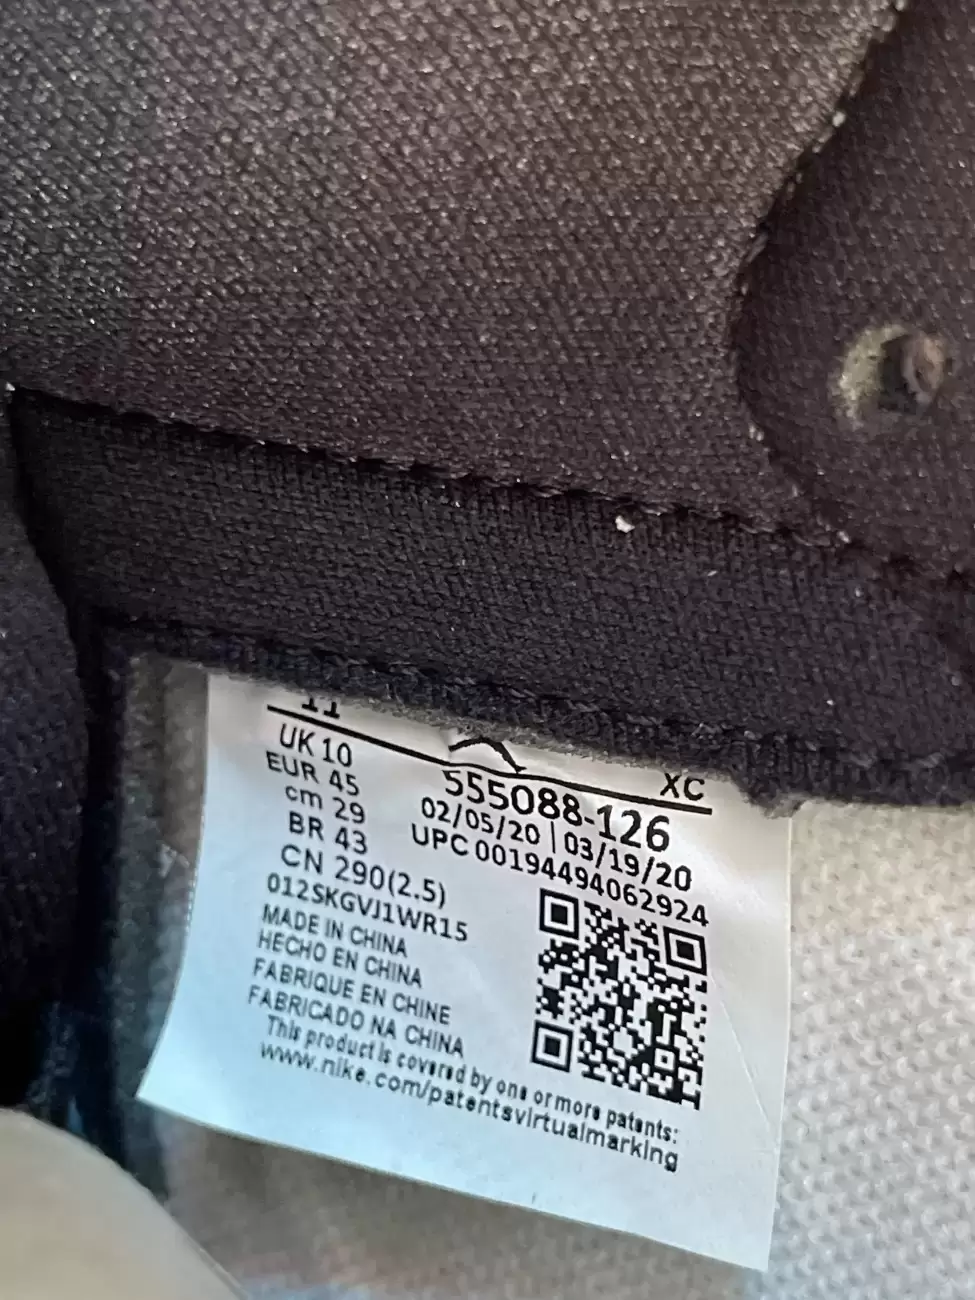 11
UK 10
EUR 45
cm 29
BR 43
CN 290(2.5)
XC
555088-126
02/05/20 | 03/19/20
UPC 00194494062924
012SKGVJ1WR15
MADE IN CHINA
HECHO EN CHINA
FABRIQUE EN CHINE
FABRICADO NA CHINA
This product is covered by one or more patents:
www.nike.com/patentsvirtualmarking